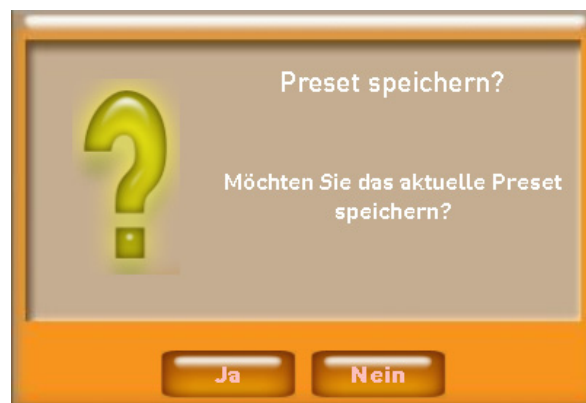 Preset speichern?
Möchten Sie das aktuelle Preset
speichern?
Ja
Nein